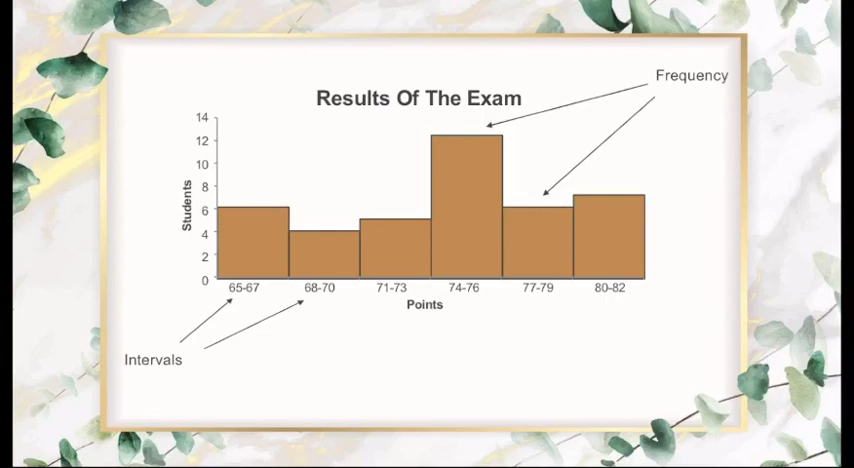 Frequency
Results Of The Exam
14
12
10
8
6
4
2
0
Students
65-67 68-70 71-73 74-76 77-79 80-82
Points
Intervals